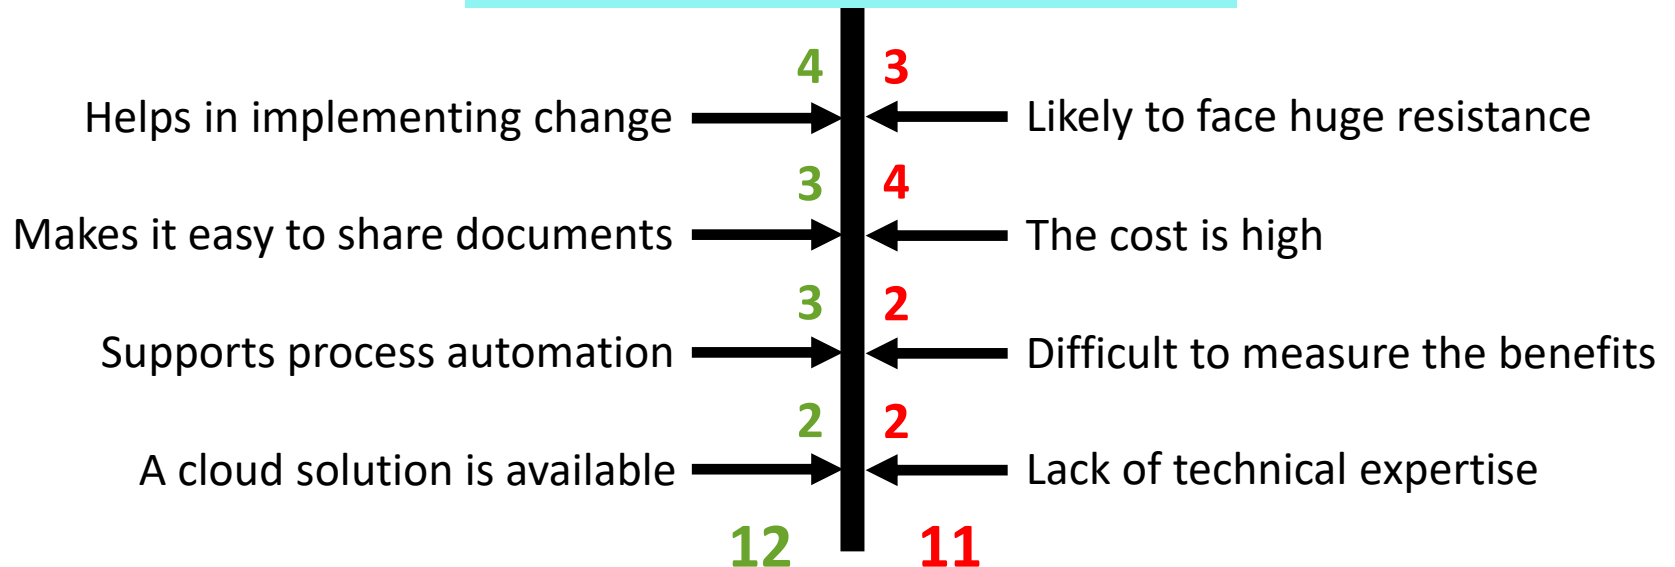 4 3
Helps in implementing change Likely to face huge resistance
3 4
Makes it easy to share documents The cost is high
3 2
Supports process automation Difficult to measure the benefits
2 2
A cloud solution is available Lack of technical expertise
12 11